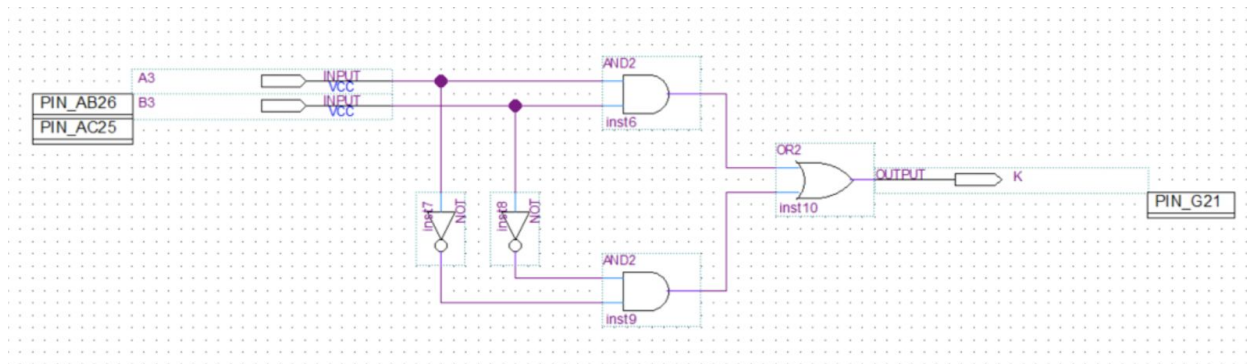 AND2
A3
INPUT
VCC
PIN_AB26
B3
INPUT
VCC
PIN_AC25
inst6
OR2
OUTPUT
K
inst7
NOT
inst8
NOT
inst10
PIN_G21
AND2
inst9